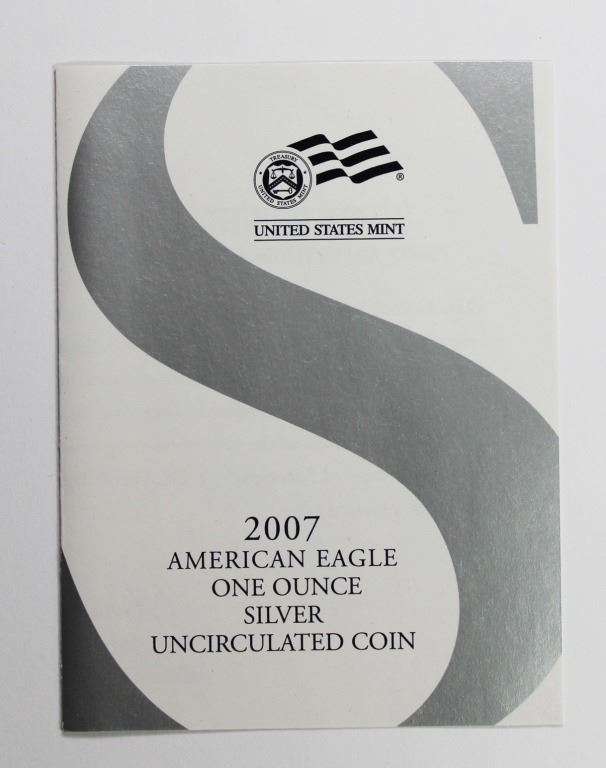 TREASURY
UNITED STATES MINT
®
UNITED STATES MINT
2007
AMERICAN EAGLE
ONE OUNCE
SILVER
UNCIRCULATED COIN